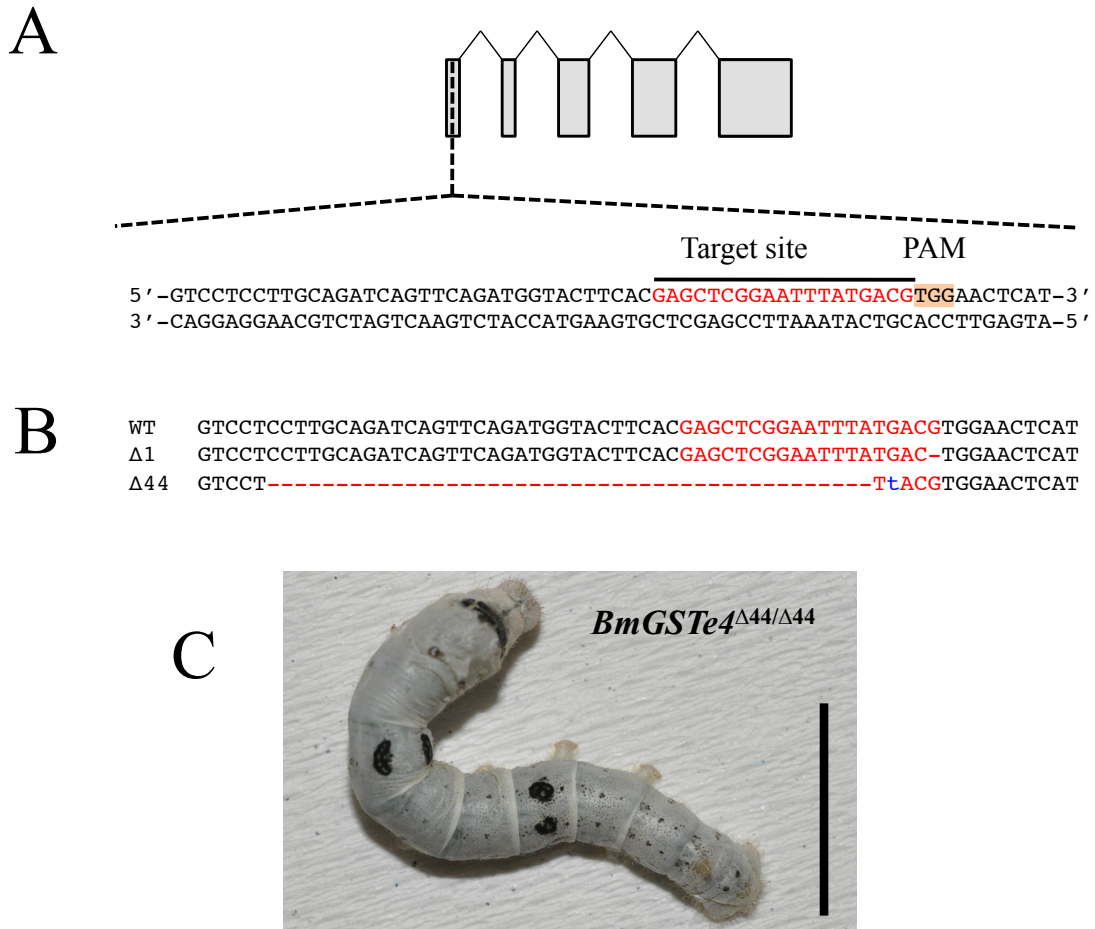 A
Target site PAM
5′-GTCCTCCTTGCAGATCAGTTCAGATGGTACTTCACGAGCTCGGAATTTATGACGTGGAACTCAT-3′
3′-CAGGAGGAACGTCTAGTCAAGTCTACCATGAAGTGCTCGAGCCTTAAATACTGCACCTTGAGTA-5′
B
WT GTCCTCCTTGCAGATCAGTTCAGATGGTACTTCACGAGCTCGGAATTTATGACGTGGAACTCAT
Δ1 GTCCTCCTTGCAGATCAGTTCAGATGGTACTTCACGAGCTCGGAATTTATGAC-TGGAACTCAT
Δ44 GTCCT--------------------------------------------TtACGTGGAACTCAT
C
BmGSTe4Δ44/Δ44